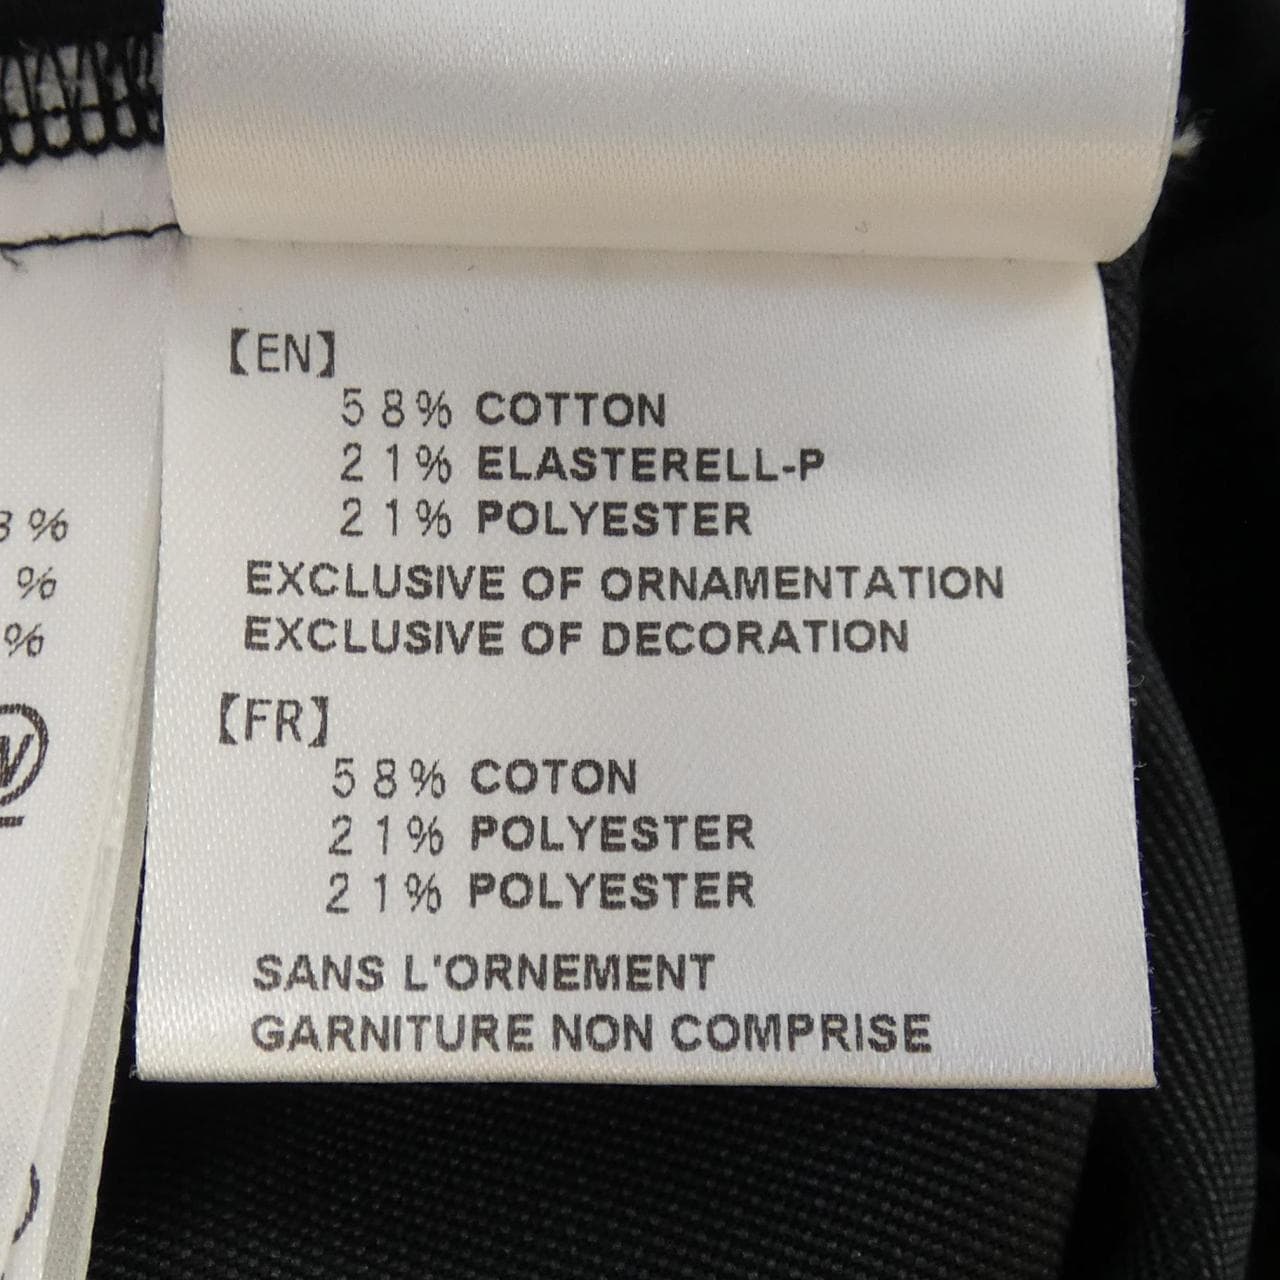 【EN】
58% COTTON
21% ELASTERELL-P
21% POLYESTER
EXCLUSIVE OF ORNAMENTATION
EXCLUSIVE OF DECORATION
【FR】
58% COTON
21% POLYESTER
21% POLYESTER
SANS L'ORNEMENT
GARNITURE NON COMPRISE
8%
%
%
W